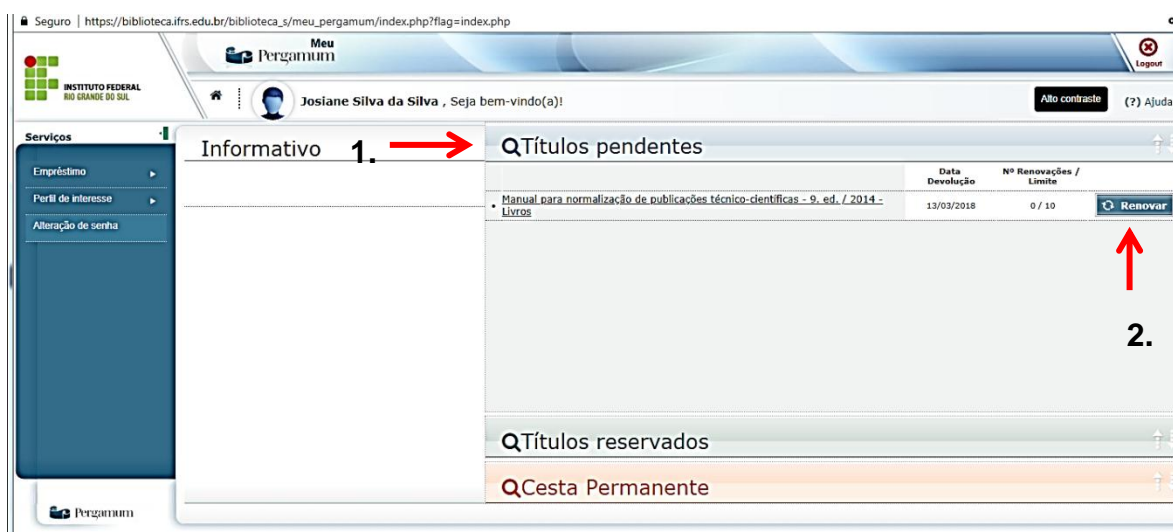 Seguro | https://biblioteca.ifrs.edu.br/biblioteca_s/meu_pergamum/index.php?flag=index.php
Meu
Pergamum
Logout
INSTITUTO FEDERAL
RIO GRANDE DO SUL
Josiane Silva da Silva , Seja bem-vindo(a)!
Alto contraste
(?) Ajuda
Serviços
Empréstimo
Perfil de interesse
Alteração de senha
Informativo
1.
Títulos pendentes
Data
Devolução
Nº Renovações /
Limite
• Manual para normalização de publicações técnico-científicas - 9. ed. / 2014 -
Livros
13/03/2018
0 / 10
Renovar
2.
Títulos reservados
Cesta Permanente
Pergamum